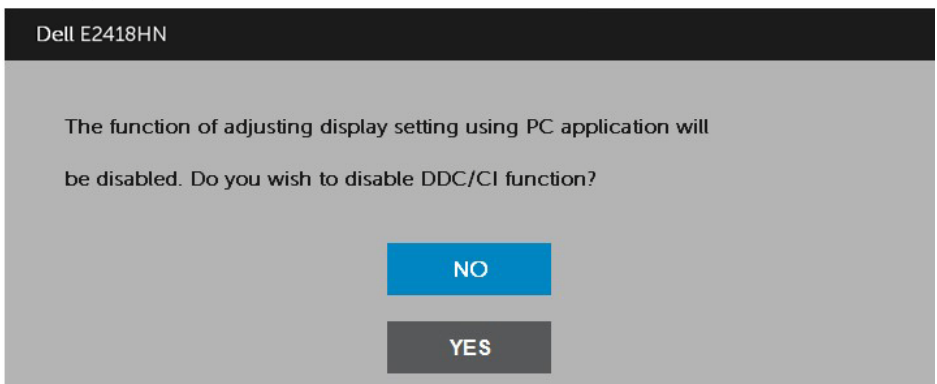 Dell E2418HN
The function of adjusting display setting using PC application will
be disabled. Do you wish to disable DDC/CI function?
NO
YES